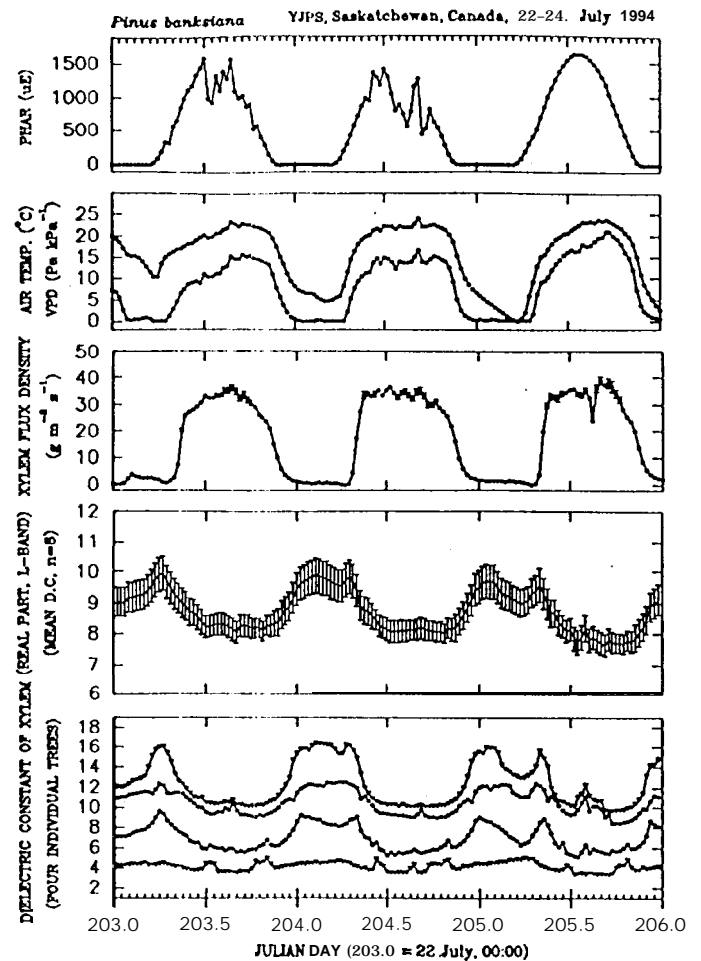 Pinus banksiana YJPS, Saskatchewan, Canada, 22-24. July 1994
PHAR (uE)
1500
1000
500
0
AIR TEMP. (°C)
VPD (Pa kPa⁻¹)
25
20
15
10
5
0
XYLEM FLUX DENSITY
(g m⁻² s⁻¹)
50
40
30
20
10
0
DIELECTRIC CONSTANT OF XYLEM (REAL PART, L-BAND)
(MEAN D.C, n=5)
12
11
10
9
8
7
6
(FOUR INDIVIDUAL TREES)
18
16
14
12
10
8
6
4
2
203.0 203.5 204.0 204.5 205.0 205.5 206.0
JULIAN DAY (203.0 = 22 July, 00:00)